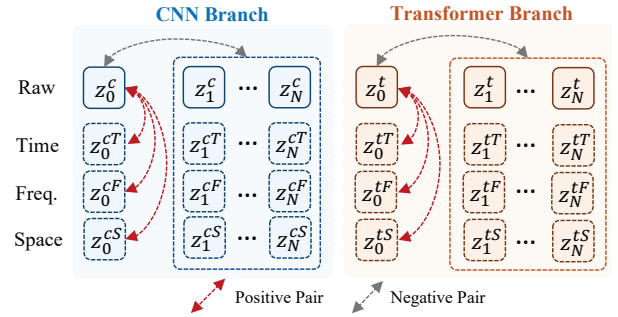 CNN Branch Transformer Branch
Raw z_0^c z_1^c ... z_N^c z_0^t z_1^t ... z_N^t
Time z_0^{cT} z_1^{cT} ... z_N^{cT} z_0^{tT} z_1^{tT} ... z_N^{tT}
Freq. z_0^{cF} z_1^{cF} ... z_N^{cF} z_0^{tF} z_1^{tF} ... z_N^{tF}
Space z_0^{cS} z_1^{cS} ... z_N^{cS} z_0^{tS} z_1^{tS} ... z_N^{tS}
Positive Pair Negative Pair